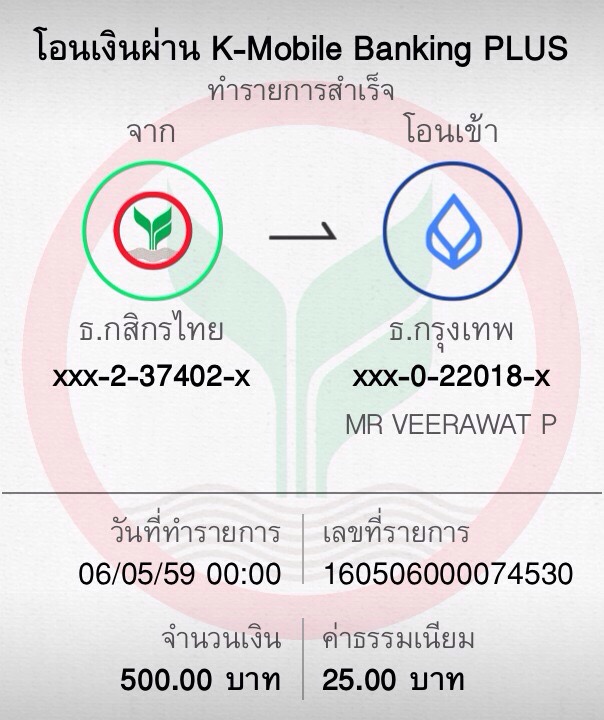 โอนเงินผ่าน K-Mobile Banking PLUS
ทำรายการสำเร็จ
จาก
โอนเข้า
ธ.กสิกรไทย
ธ.กรุงเทพ
xxx-2-37402-x
xxx-0-22018-x
MR VEERAWAT P
วันที่ทำรายการ
เลขที่รายการ
06/05/59 00:00
160506000074530
จำนวนเงิน
ค่าธรรมเนียม
500.00 บาท
25.00 บาท